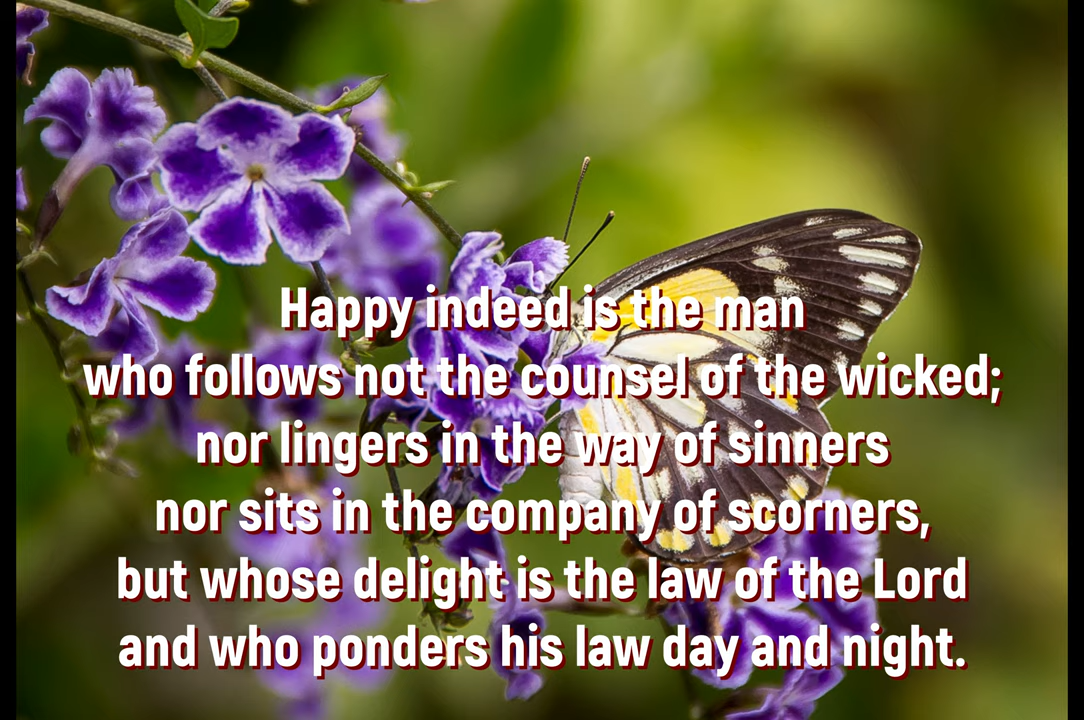 Happy indeed is the man
who follows not the counsel of the wicked;
nor lingers in the way of sinners
nor sits in the company of scorners,
but whose delight is the law of the Lord
and who ponders his law day and night.